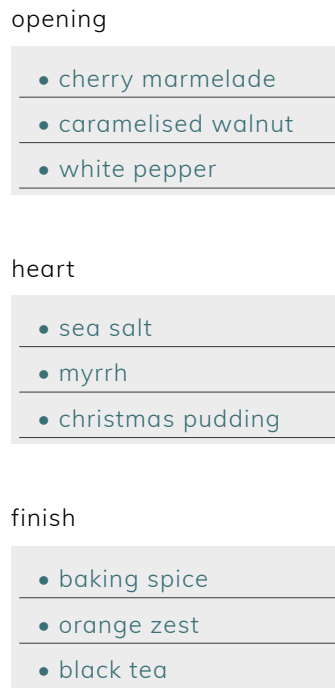 opening
• cherry marmelade
• caramelised walnut
• white pepper
heart
• sea salt
• myrrh
• christmas pudding
finish
• baking spice
• orange zest
• black tea